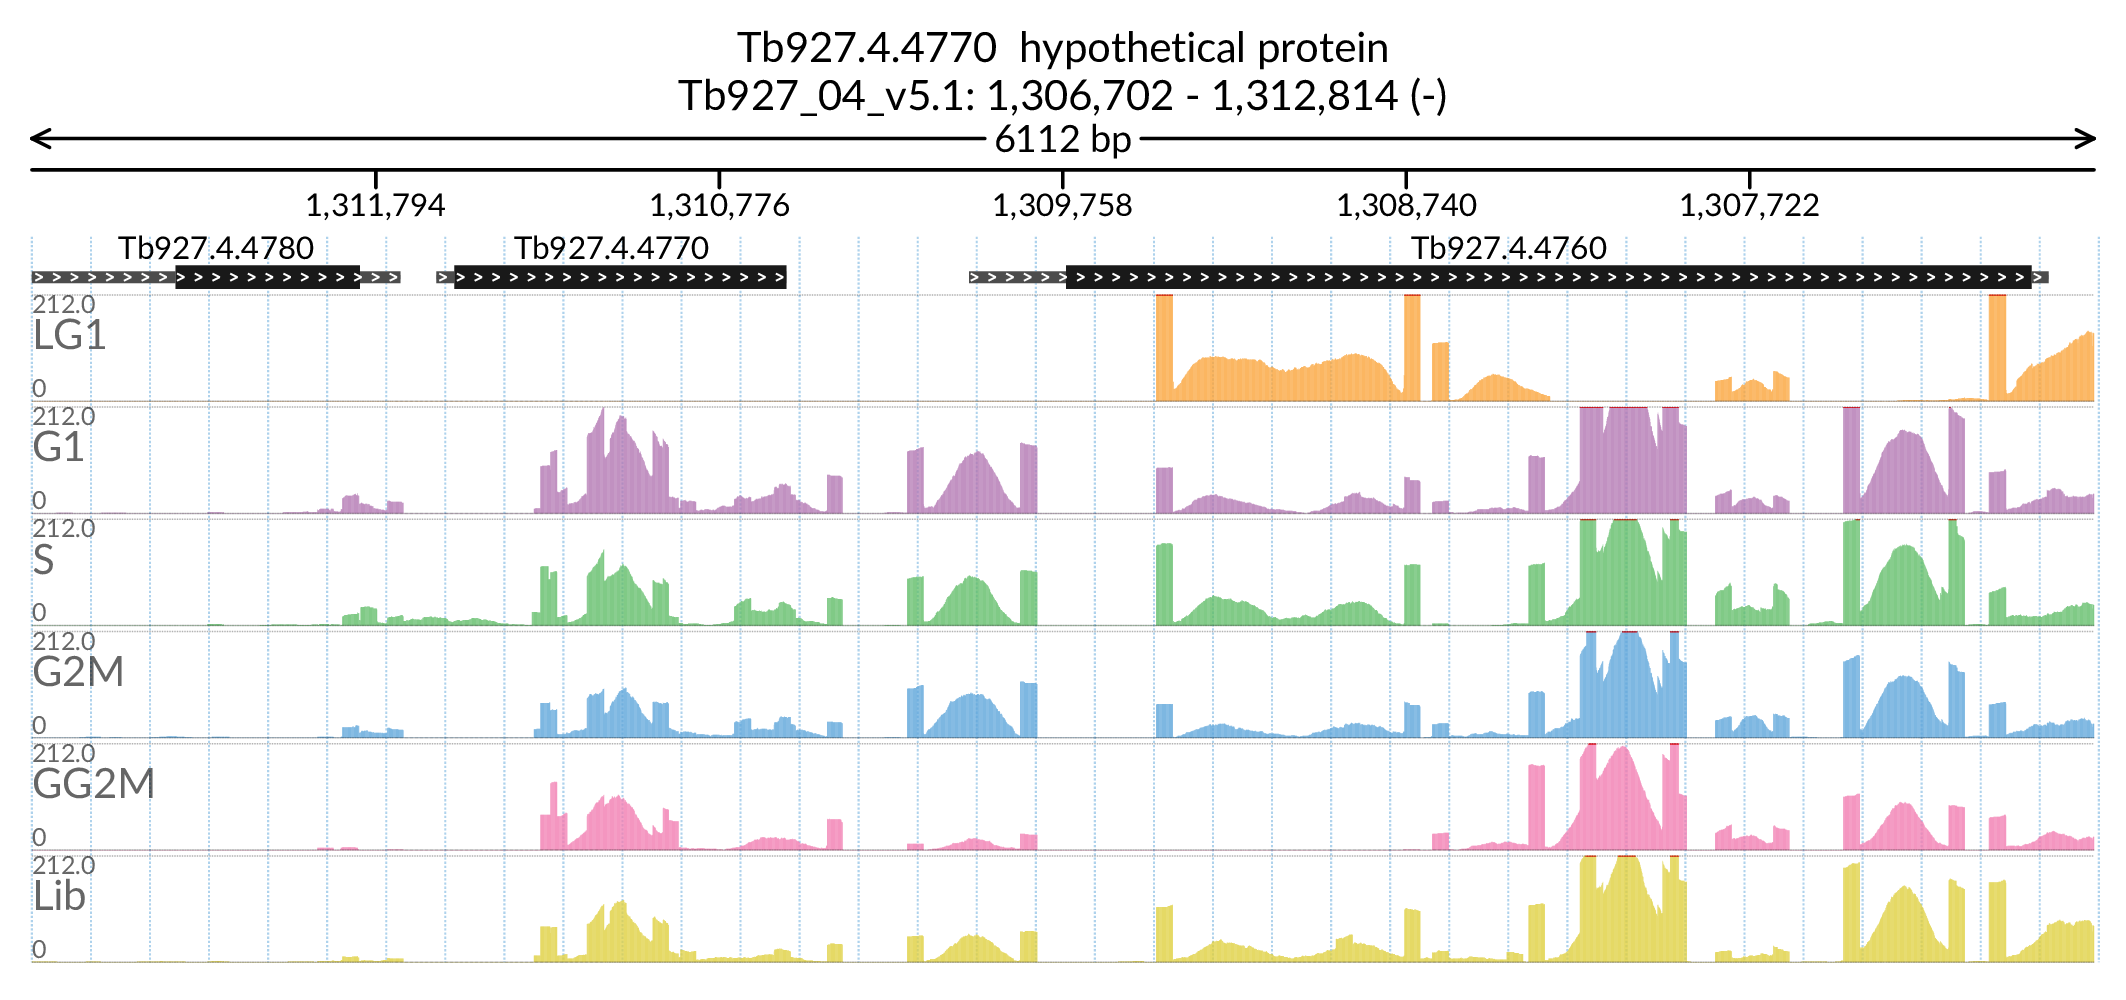 Tb927.4.4770 hypothetical protein
Tb927_04_v5.1: 1,306,702 - 1,312,814 (-)
6112 bp
1,311,794 1,310,776 1,309,758 1,308,740 1,307,722
Tb927.4.4780 Tb927.4.4770 Tb927.4.4760
212.0
LG1
0
212.0
G1
0
212.0
S
0
212.0
G2M
0
212.0
GG2M
0
212.0
Lib
0